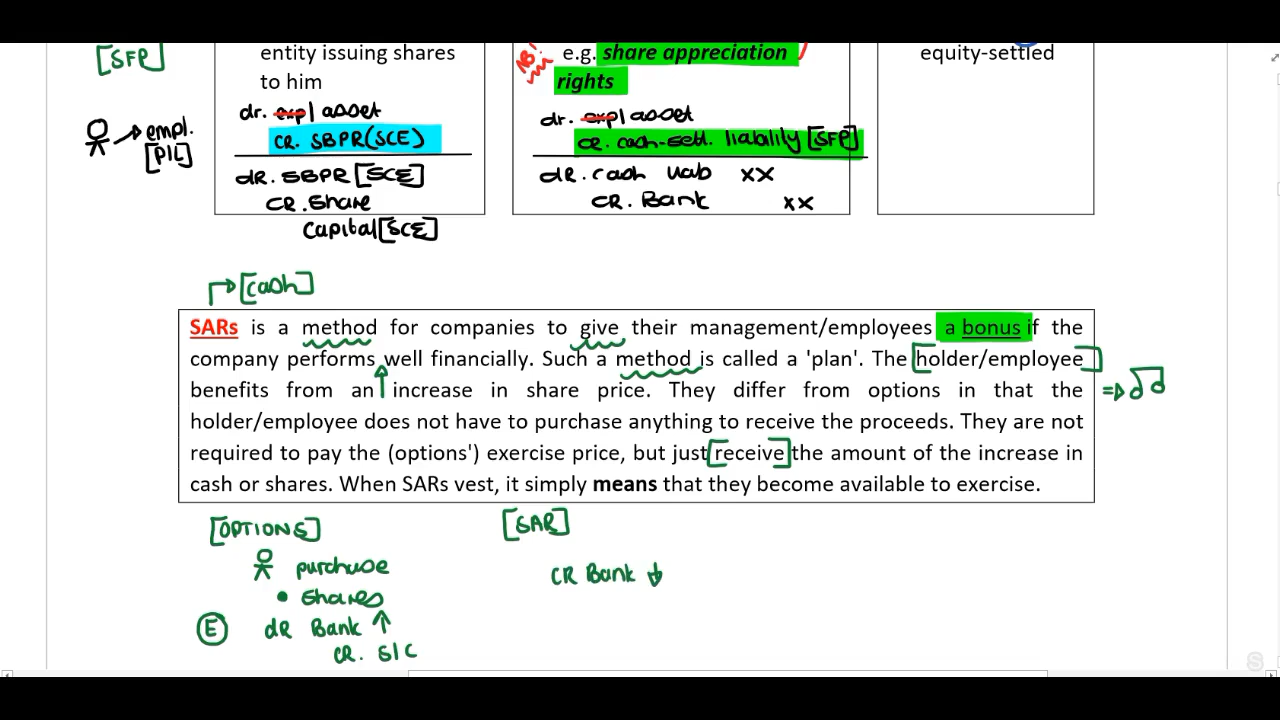 [SFP]
entity issuing shares
to him
dr. exp/asset
CR. SBPR(SCE)
dR. SBPR [SCE]
CR. Share
Capital [SCE]
empl.
[P/L]
NB!
e.g. share appreciation
rights
dr. exp/asset
CR. cash-settl. liability [SFP]
dR. cash liab xx
CR. Bank xx
equity-settled
[cash]
SARs is a method for companies to give their management/employees a bonus if the
company performs well financially. Such a method is called a 'plan'. The [holder/employee]
benefits from an increase in share price. They differ from options in that the
holder/employee does not have to purchase anything to receive the proceeds. They are not
required to pay the (options') exercise price, but just [receive] the amount of the increase in
cash or shares. When SARs vest, it simply means that they become available to exercise.
[OPTIONS]
purchase
• shares
E dR Bank ↑
CR. S/C
[SAR]
CR Bank ↓
S